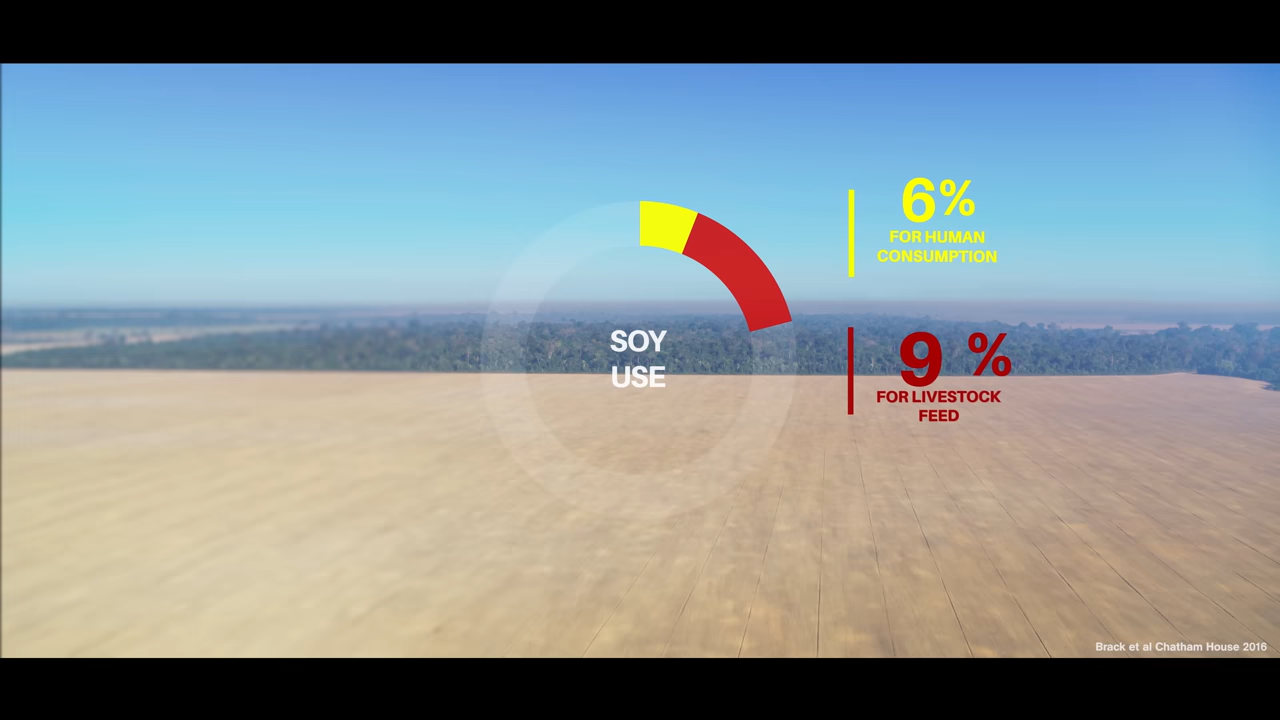 6%
FOR HUMAN
CONSUMPTION
SOY
USE
9 %
FOR LIVESTOCK
FEED
Brack et al Chatham House 2016